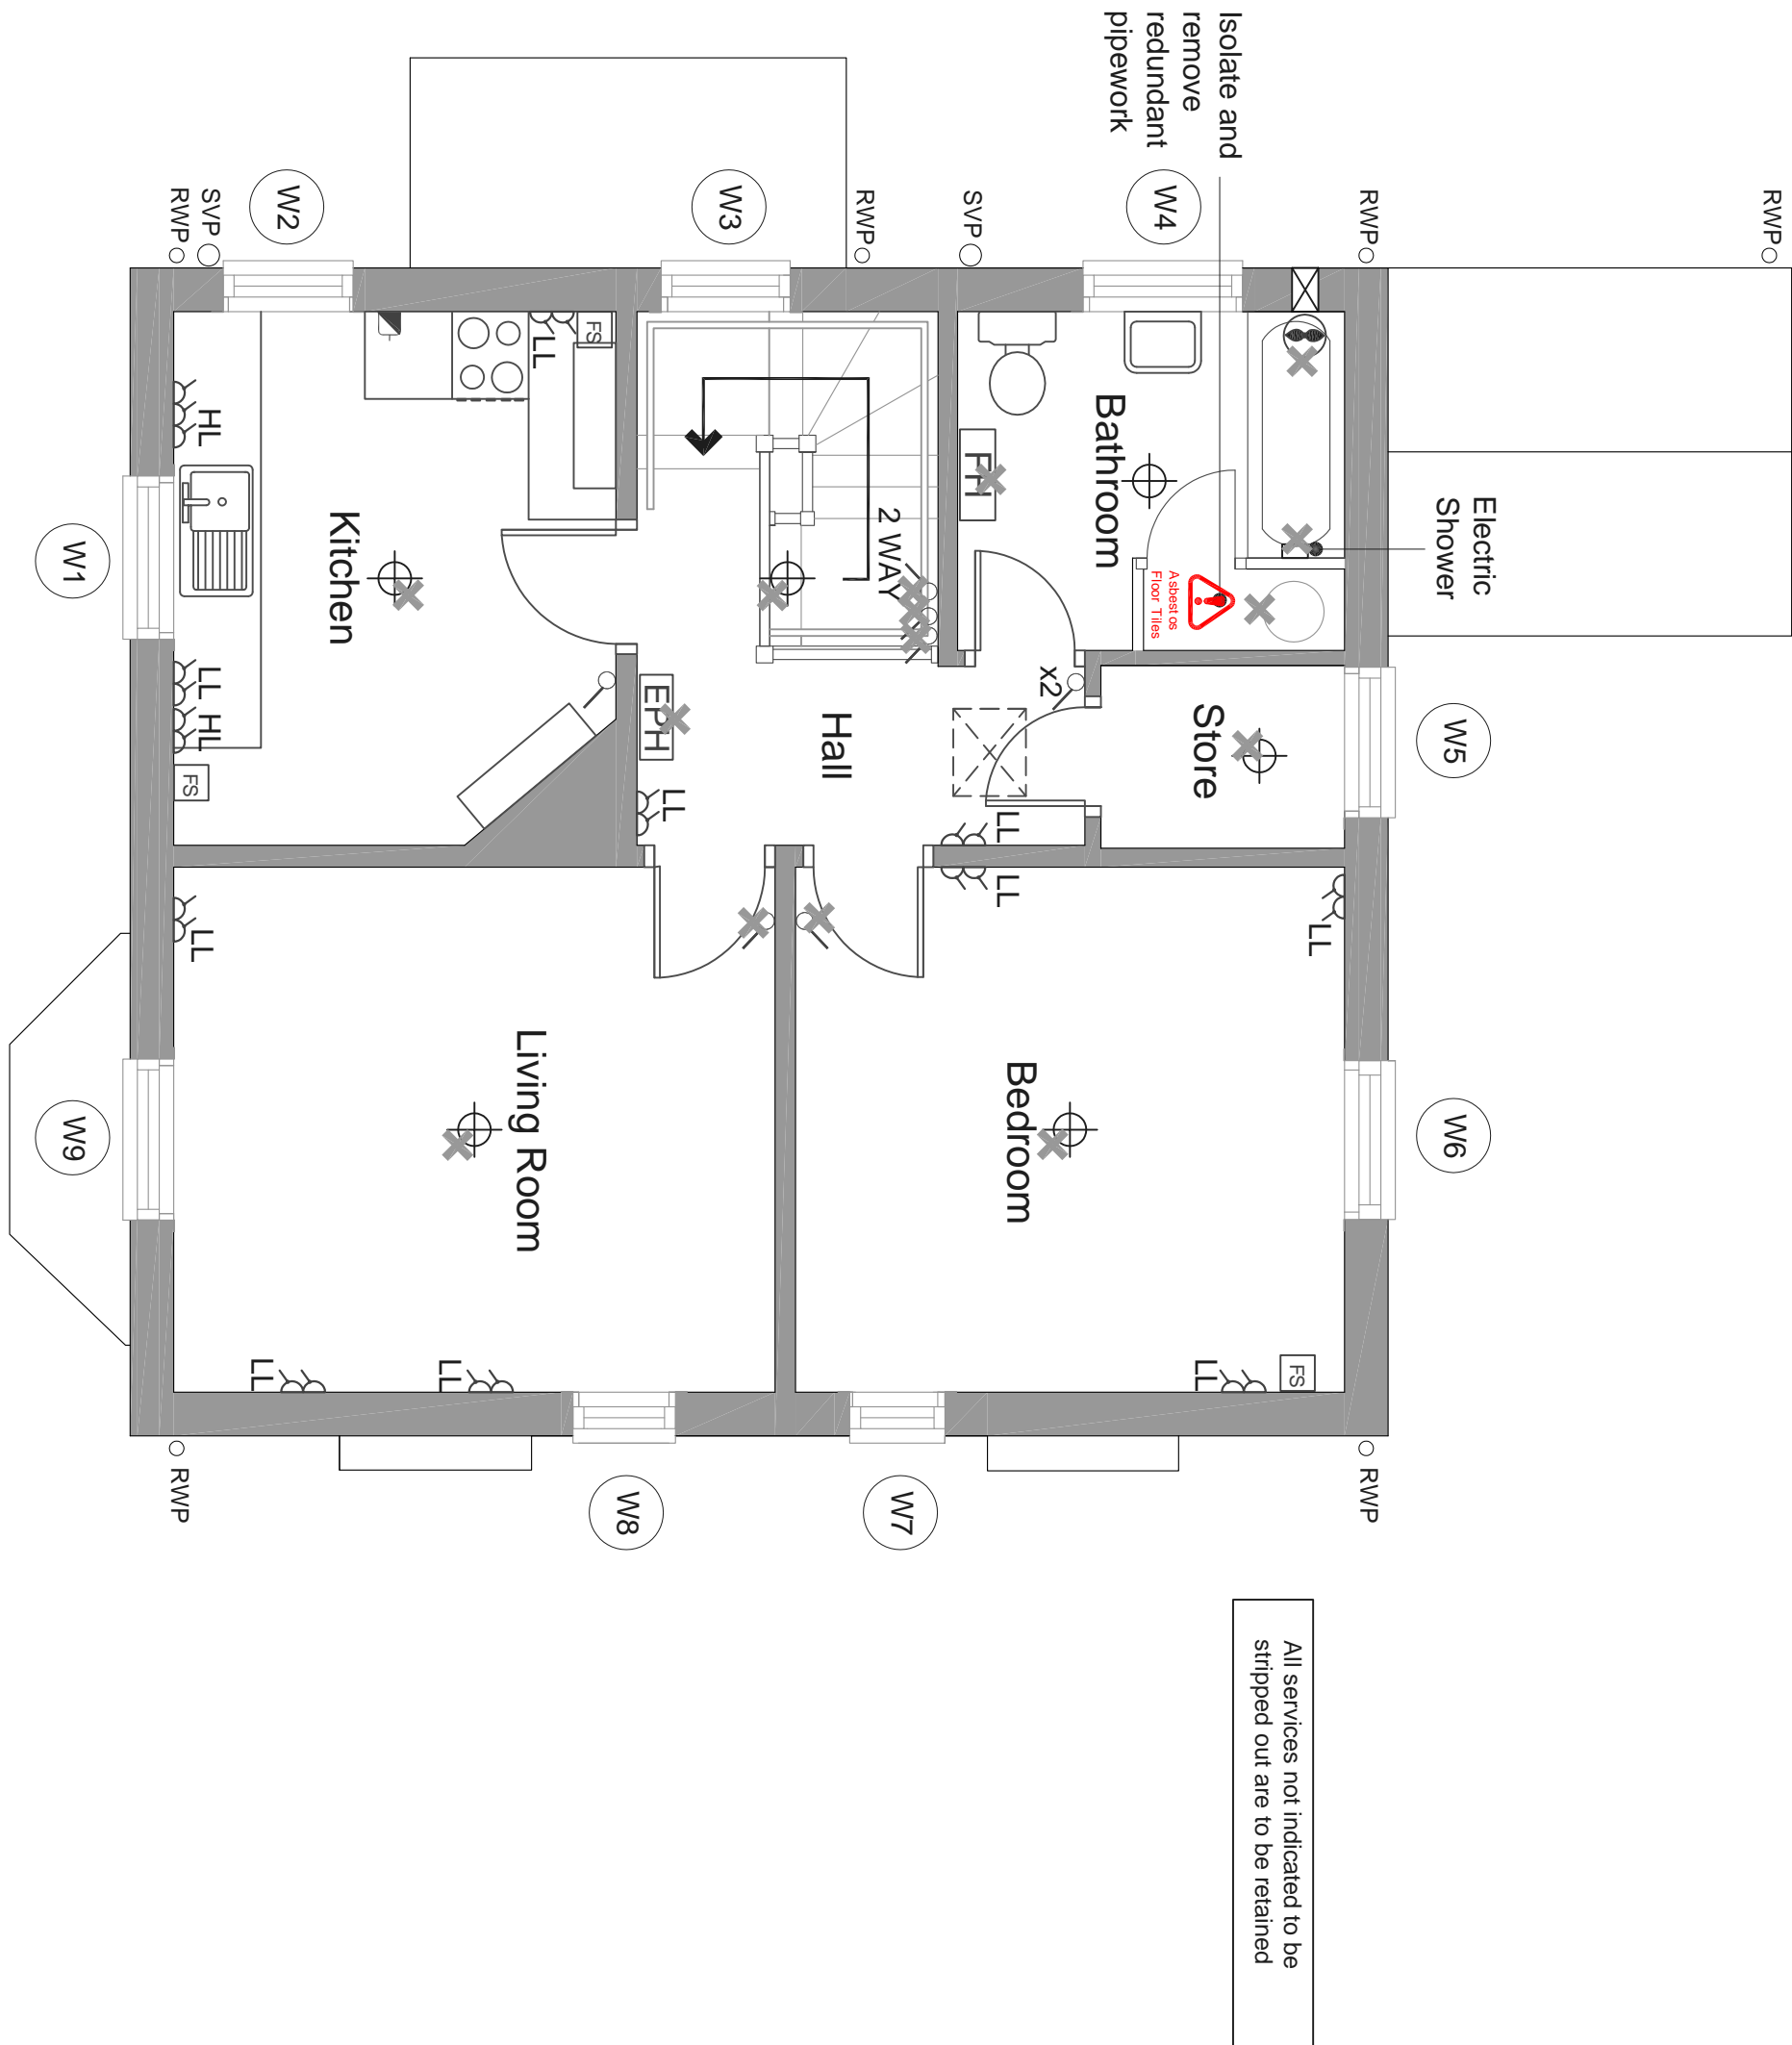 Isolate and
remove
redundant
pipework
RWP
RWP
W4
SVP
RWP
W3
W2
SVP
RWP
Electric
Shower
Bathroom
FH
Asbestos
Floor Tiles
2 WAY
FS
LL
HL
Kitchen
W1
LL
HL
FS
EPH
LL
Hall
x2
Store
W5
LL
LL
LL
LL
Living Room
Bedroom
W6
W9
LL
LL
LL
FS
RWP
W8
W7
RWP
All services not indicated to be
stripped out are to be retained